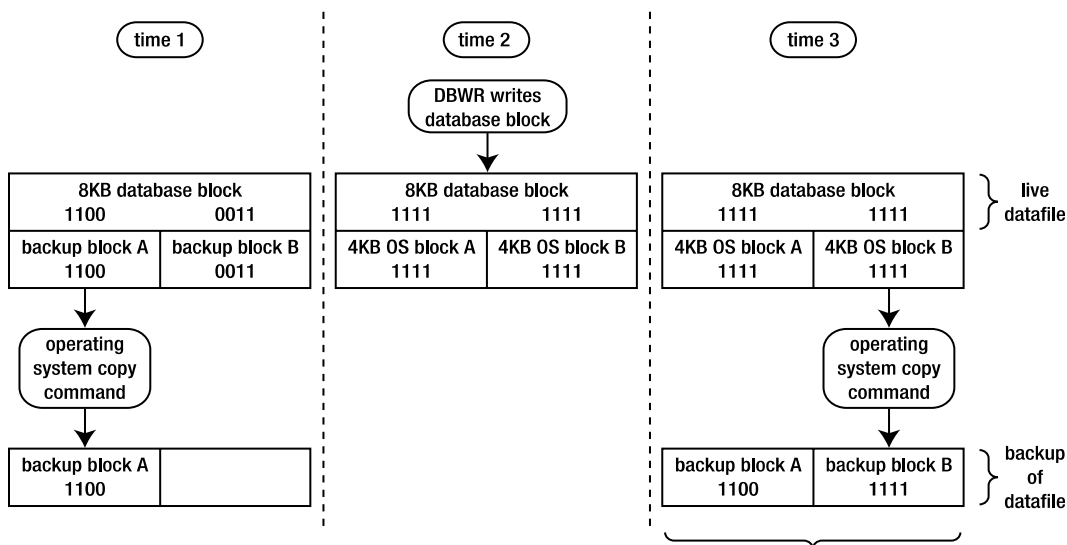 time 1
time 2
time 3
DBWR writes
database block
8KB database block
1100 0011
backup block A backup block B
1100 0011
8KB database block
1111 1111
4KB OS block A 4KB OS block B
1111 1111
8KB database block
1111 1111
4KB OS block A 4KB OS block B
1111 1111
live
datafile
operating
system copy
command
operating
system copy
command
backup block A
1100
backup block A backup block B
1100 1111
backup
of
datafile